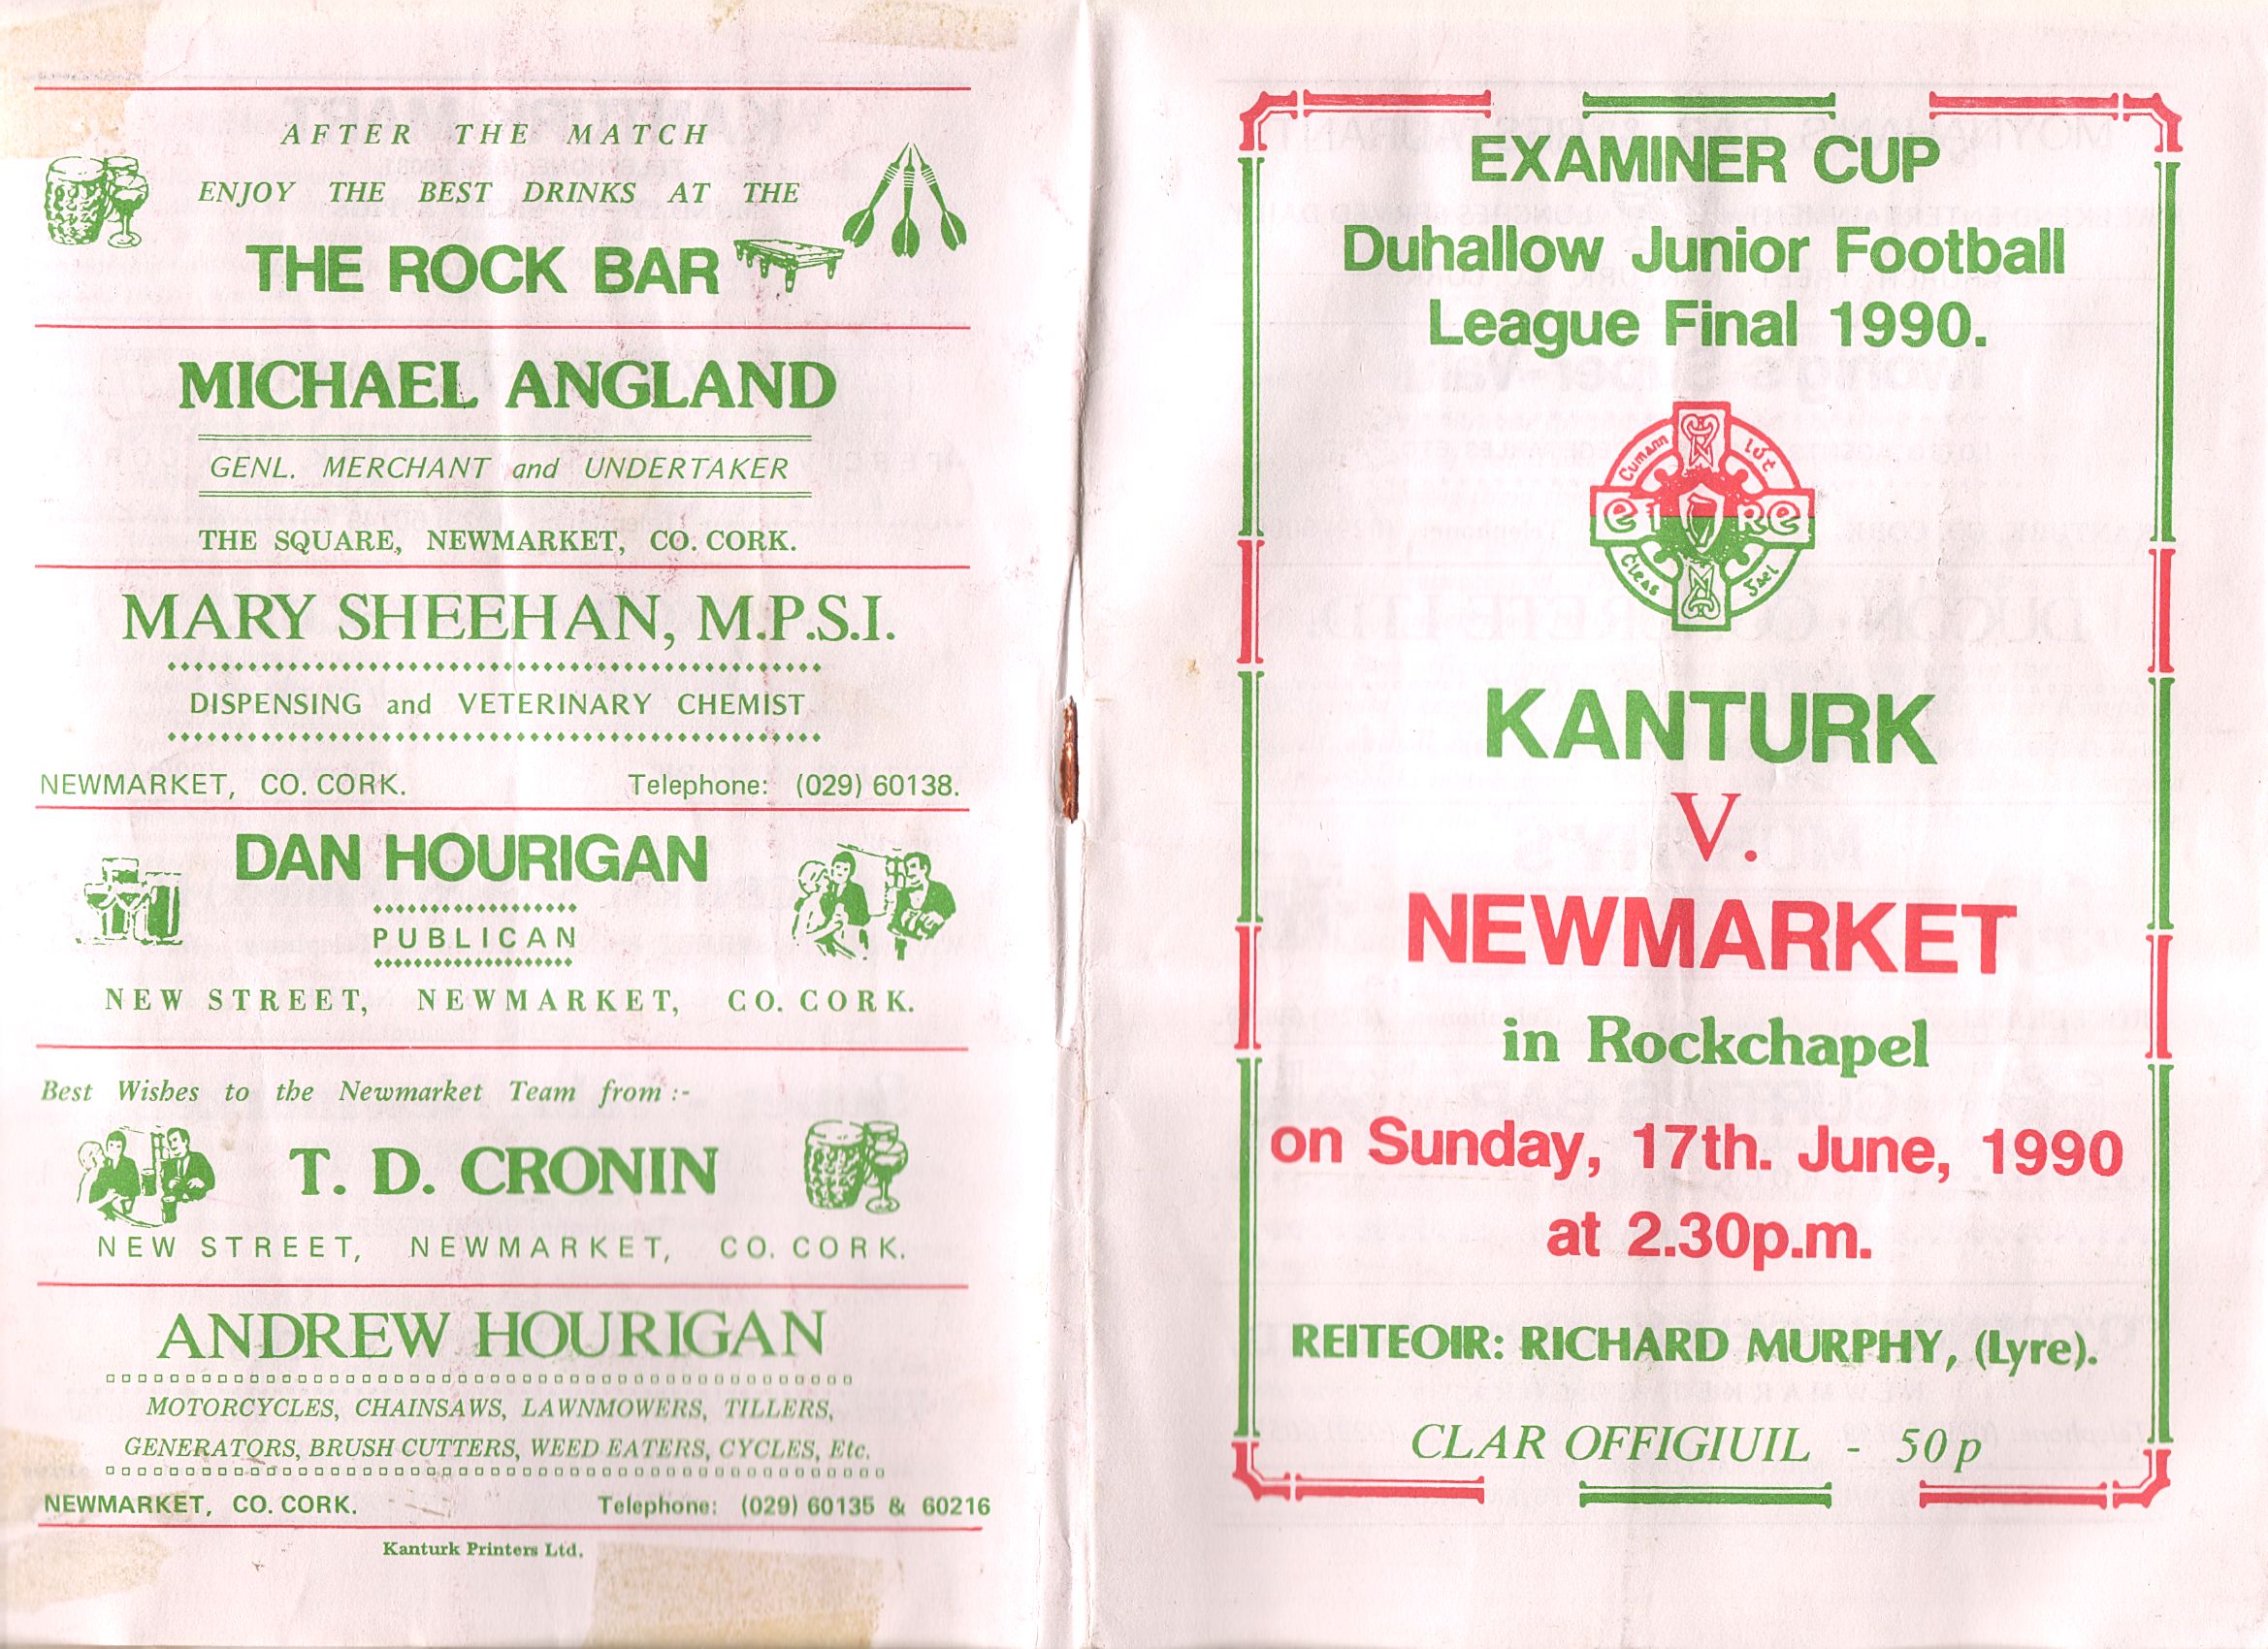 AFTER THE MATCH
ENJOY THE BEST DRINKS AT THE
THE ROCK BAR
MICHAEL ANGLAND
GENL. MERCHANT and UNDERTAKER
THE SQUARE, NEWMARKET, CO. CORK.
MARY SHEEHAN, M.P.S.I.
DISPENSING and VETERINARY CHEMIST
NEWMARKET, CO. CORK. Telephone: (029) 60138.
DAN HOURIGAN
PUBLICAN
NEW STREET, NEWMARKET, CO. CORK.
Best Wishes to the Newmarket Team from :-
T. D. CRONIN
NEW STREET, NEWMARKET, CO. CORK.
ANDREW HOURIGAN
MOTORCYCLES, CHAINSAWS, LAWNMOWERS, TILLERS,
GENERATORS, BRUSH CUTTERS, WEED EATERS, CYCLES, Etc.
NEWMARKET, CO. CORK. Telephone: (029) 60135 & 60216
Kanturk Printers Ltd.
EXAMINER CUP
Duhallow Junior Football
League Final 1990.
Cumann lút
eire
Cleas Gael
KANTURK
V.
NEWMARKET
in Rockchapel
on Sunday, 17th. June, 1990
at 2.30p.m.
REITEOIR: RICHARD MURPHY, (Lyre).
CLAR OFFIGIUIL - 50p